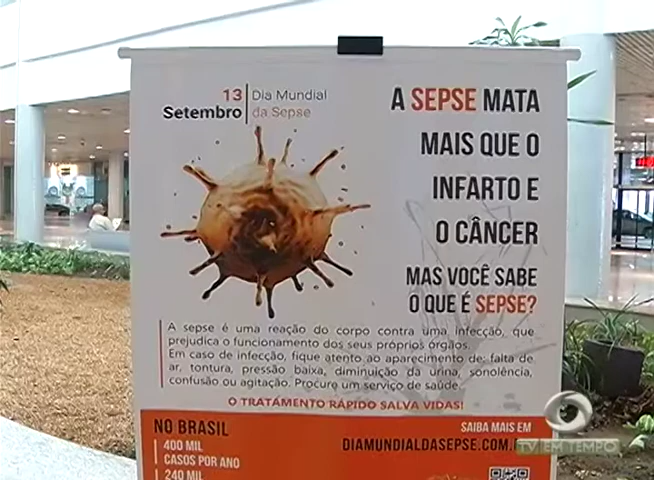 13
Setembro
Dia Mundial
da Sepse
A SEPSE MATA
MAIS QUE O
INFARTO E
O CÂNCER
MAS VOCÊ SABE
O QUE É SEPSE?
A sepse é uma reação do corpo contra uma infecção, que
prejudica o funcionamento dos seus próprios órgãos.
Em caso de infecção, fique atento ao aparecimento de: falta de
ar, tontura, pressão baixa, diminuição da urina, sonolência,
confusão ou agitação. Procure um serviço de saúde.
O TRATAMENTO RÁPIDO SALVA VIDAS!
NO BRASIL
400 MIL
CASOS POR ANO
240 MIL
SAIBA MAIS EM
DIAMUNDIALDASEPSE.COM.
TV EM TEMPO